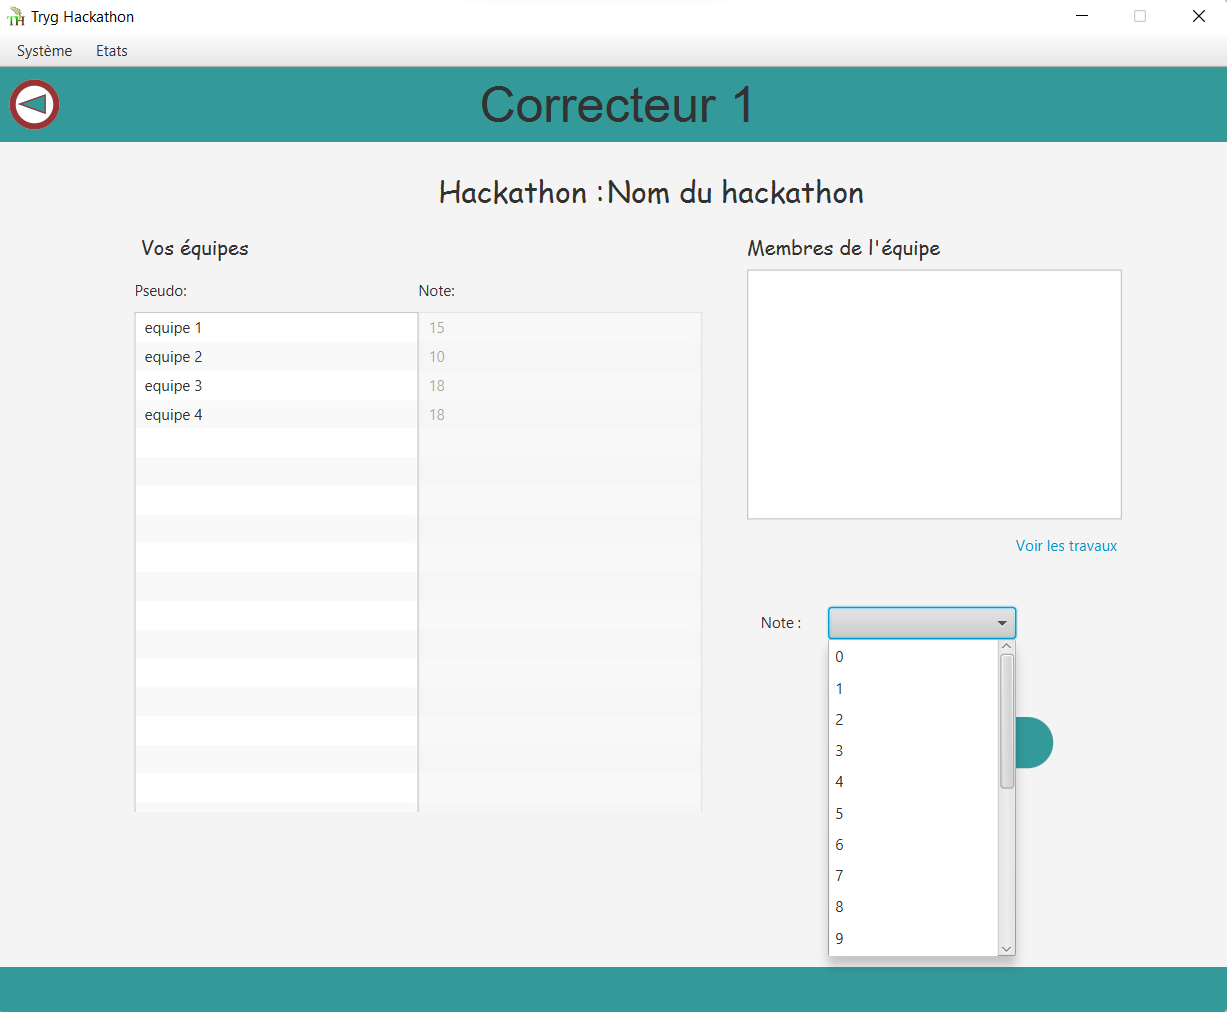 TH Tryg Hackathon
Système Etats
Correcteur 1
Hackathon :Nom du hackathon
Vos équipes
Pseudo: Note:
equipe 1 15
equipe 2 10
equipe 3 18
equipe 4 18
Membres de l'équipe
Voir les travaux
Note :
0
1
2
3
4
5
6
7
8
9